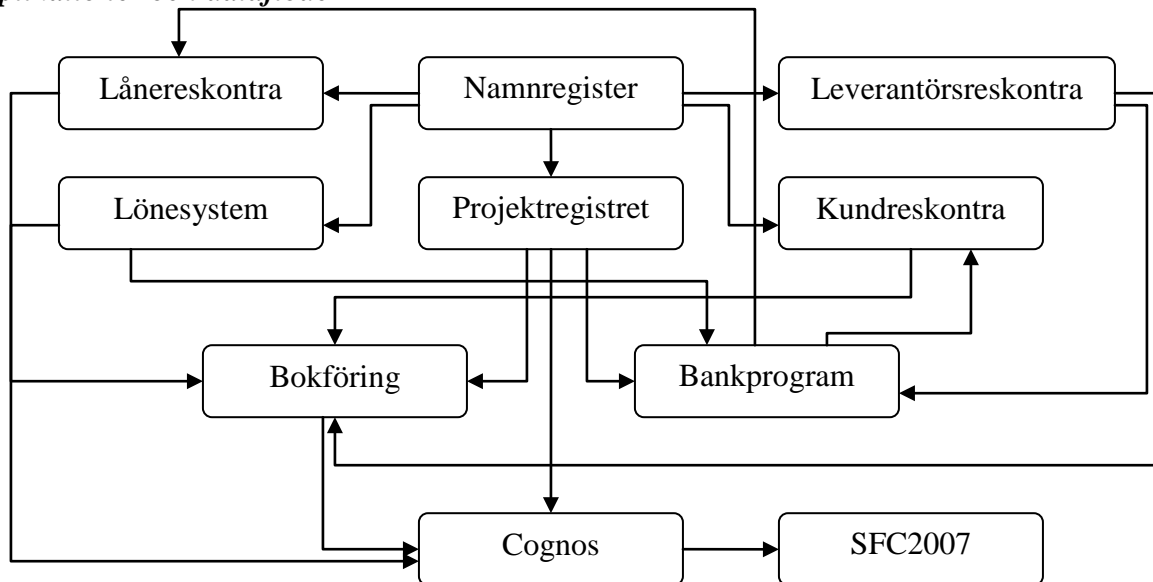 Lånereskontra
Namnregister
Leverantörsreskontra
Lönesystem
Projektregistret
Kundreskontra
Bokföring
Bankprogram
Cognos
SFC2007